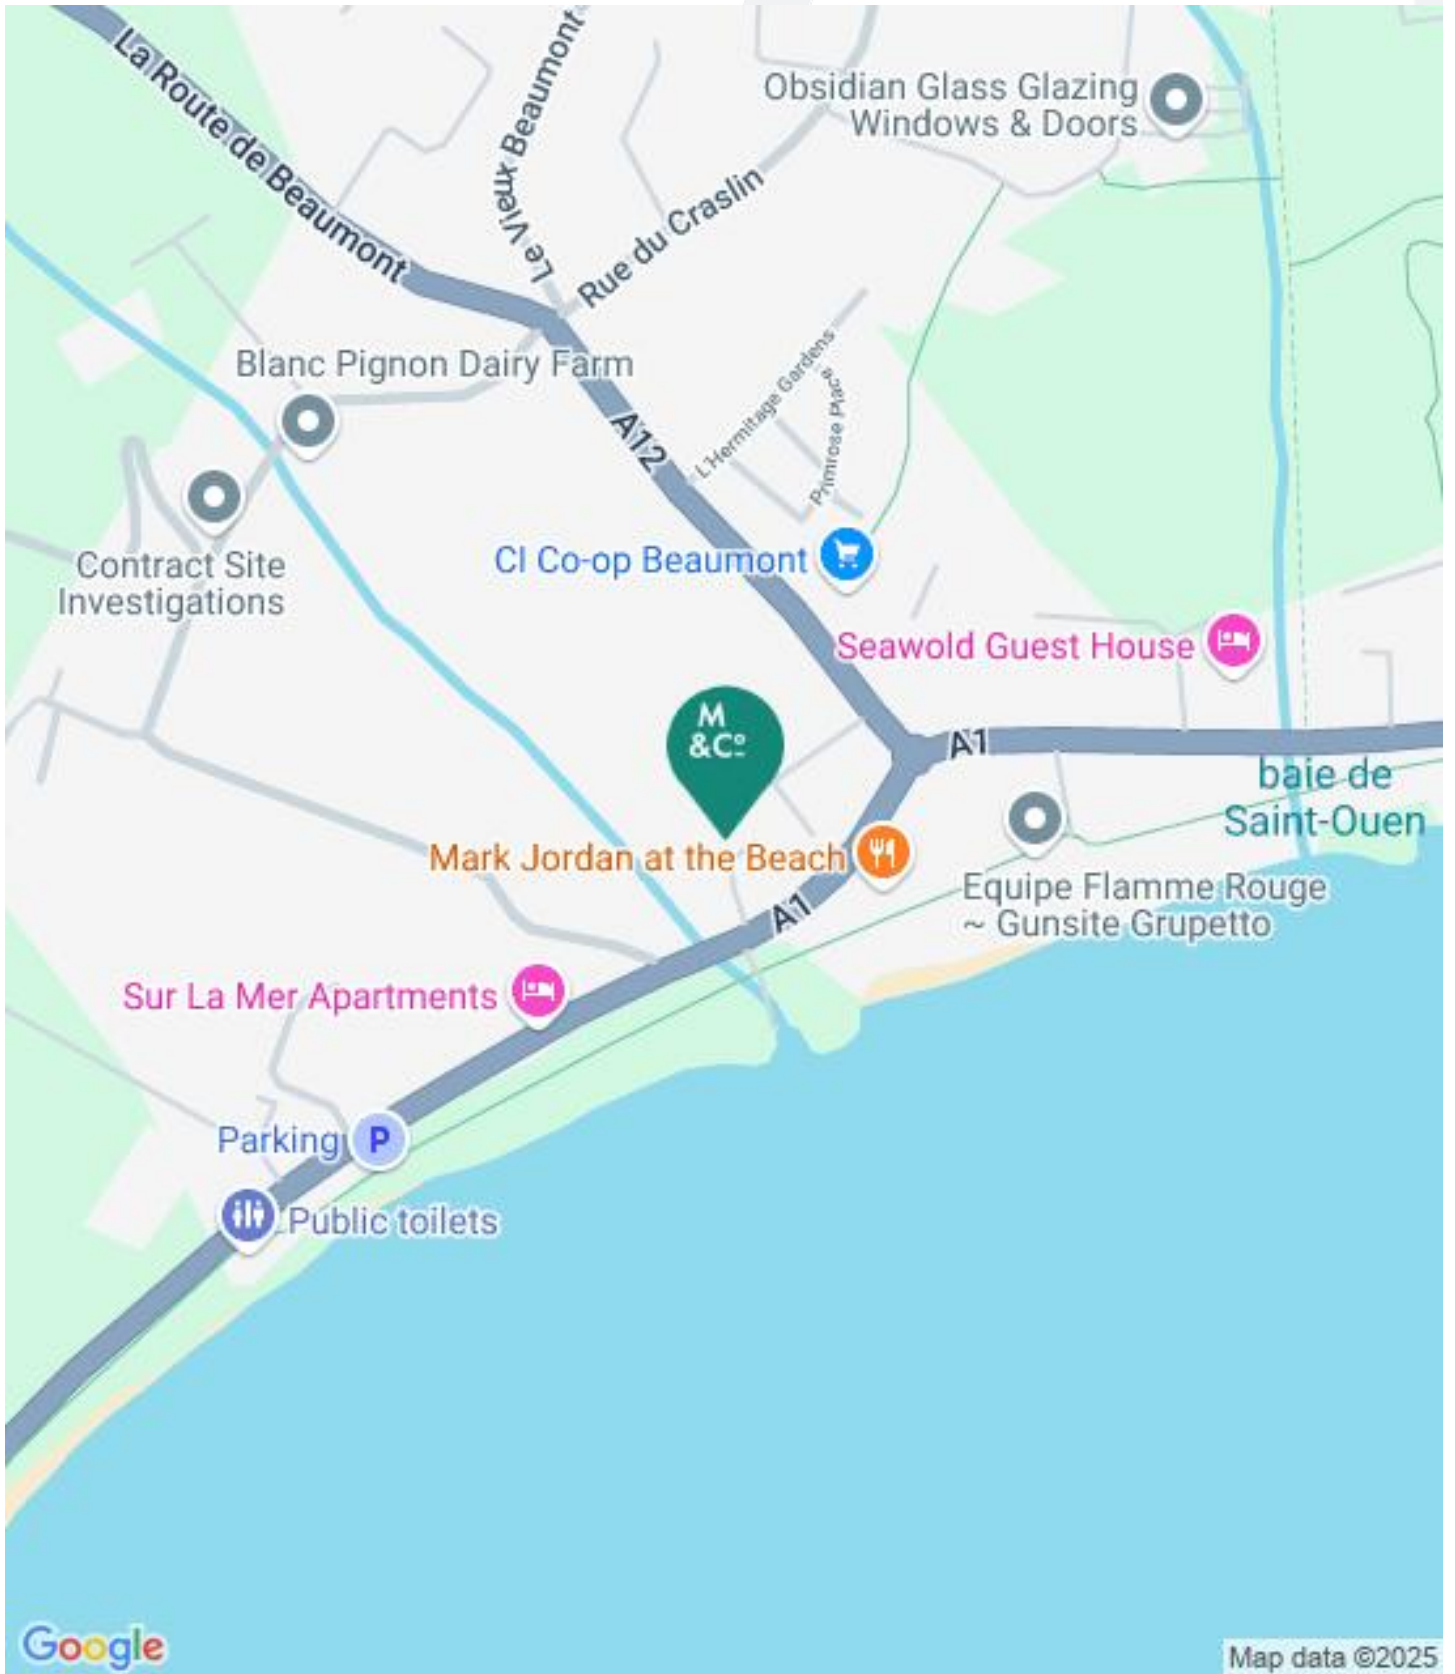 La Route de Beaumont
Le Vieux Beaumont
Obsidian Glass Glazing
Windows & Doors
Rue du Craslin
Blanc Pignon Dairy Farm
L'Hermitage Gardens
Primrose Place
A12
Contract Site
Investigations
CI Co-op Beaumont
Seawold Guest House
M
&Cº
A1
baie de
Saint-Ouen
Mark Jordan at the Beach
Equipe Flamme Rouge
~ Gunsite Grupetto
A1
Sur La Mer Apartments
Parking
P
Public toilets
Google
Map data ©2025